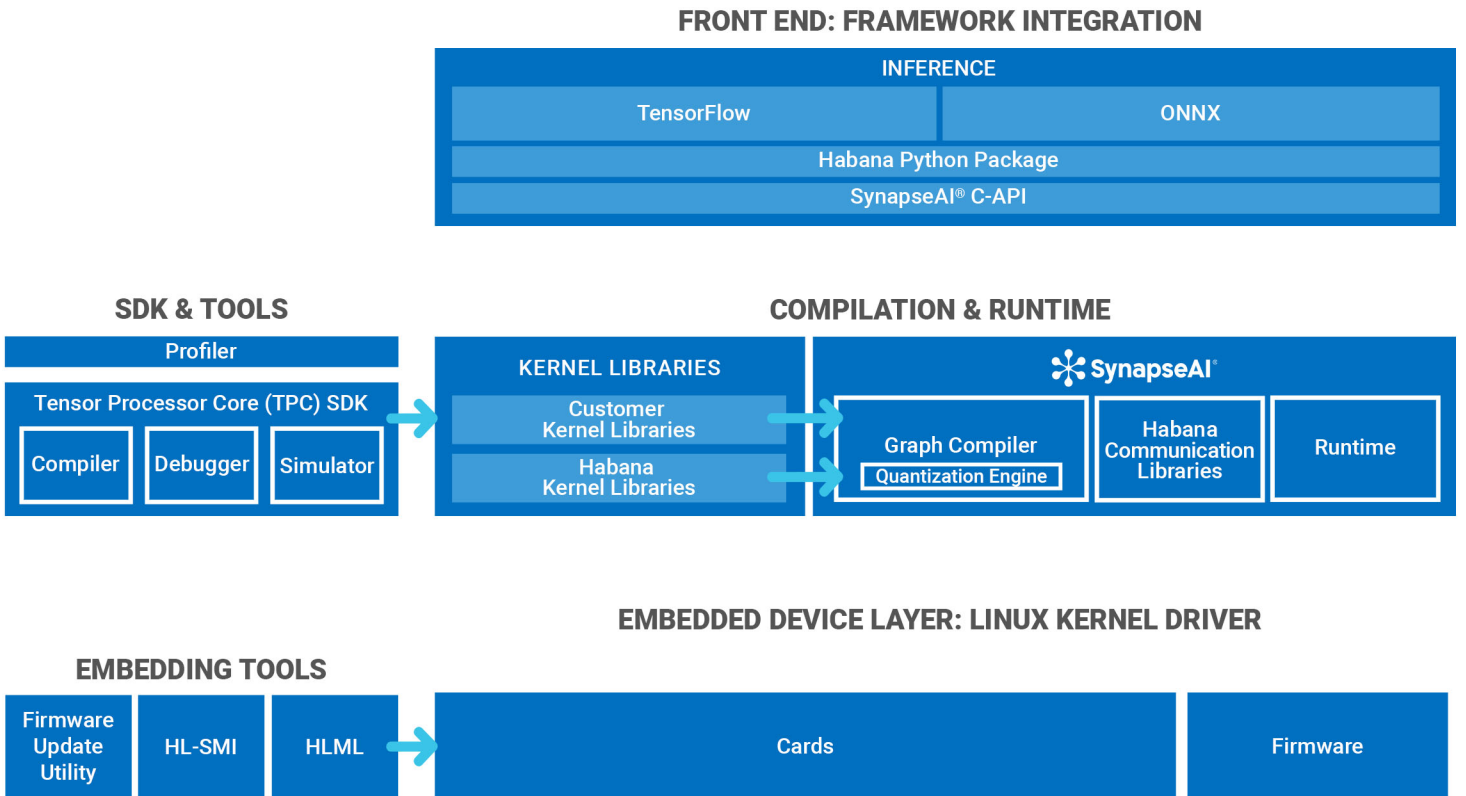 FRONT END: FRAMEWORK INTEGRATION
INFERENCE
TensorFlow
ONNX
Habana Python Package
SynapseAI® C-API
SDK & TOOLS
Profiler
Tensor Processor Core (TPC) SDK
Compiler
Debugger
Simulator
COMPILATION & RUNTIME
KERNEL LIBRARIES
Customer
Kernel Libraries
Habana
Kernel Libraries
SynapseAI®
Graph Compiler
Quantization Engine
Habana
Communication
Libraries
Runtime
EMBEDDED DEVICE LAYER: LINUX KERNEL DRIVER
EMBEDDING TOOLS
Firmware
Update
Utility
HL-SMI
HLML
Cards
Firmware